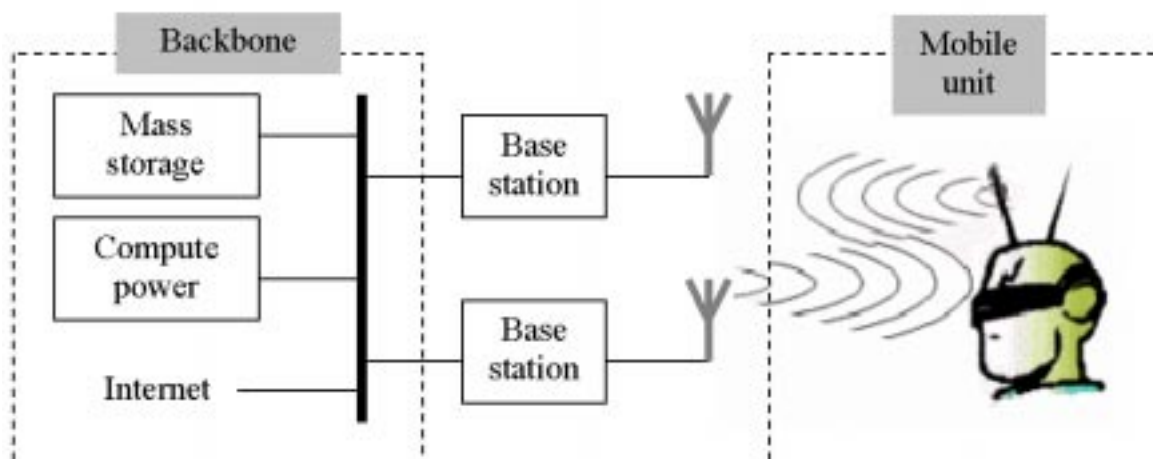 Backbone
Mobile
unit
Mass
storage
Base
station
Compute
power
Base
station
Internet